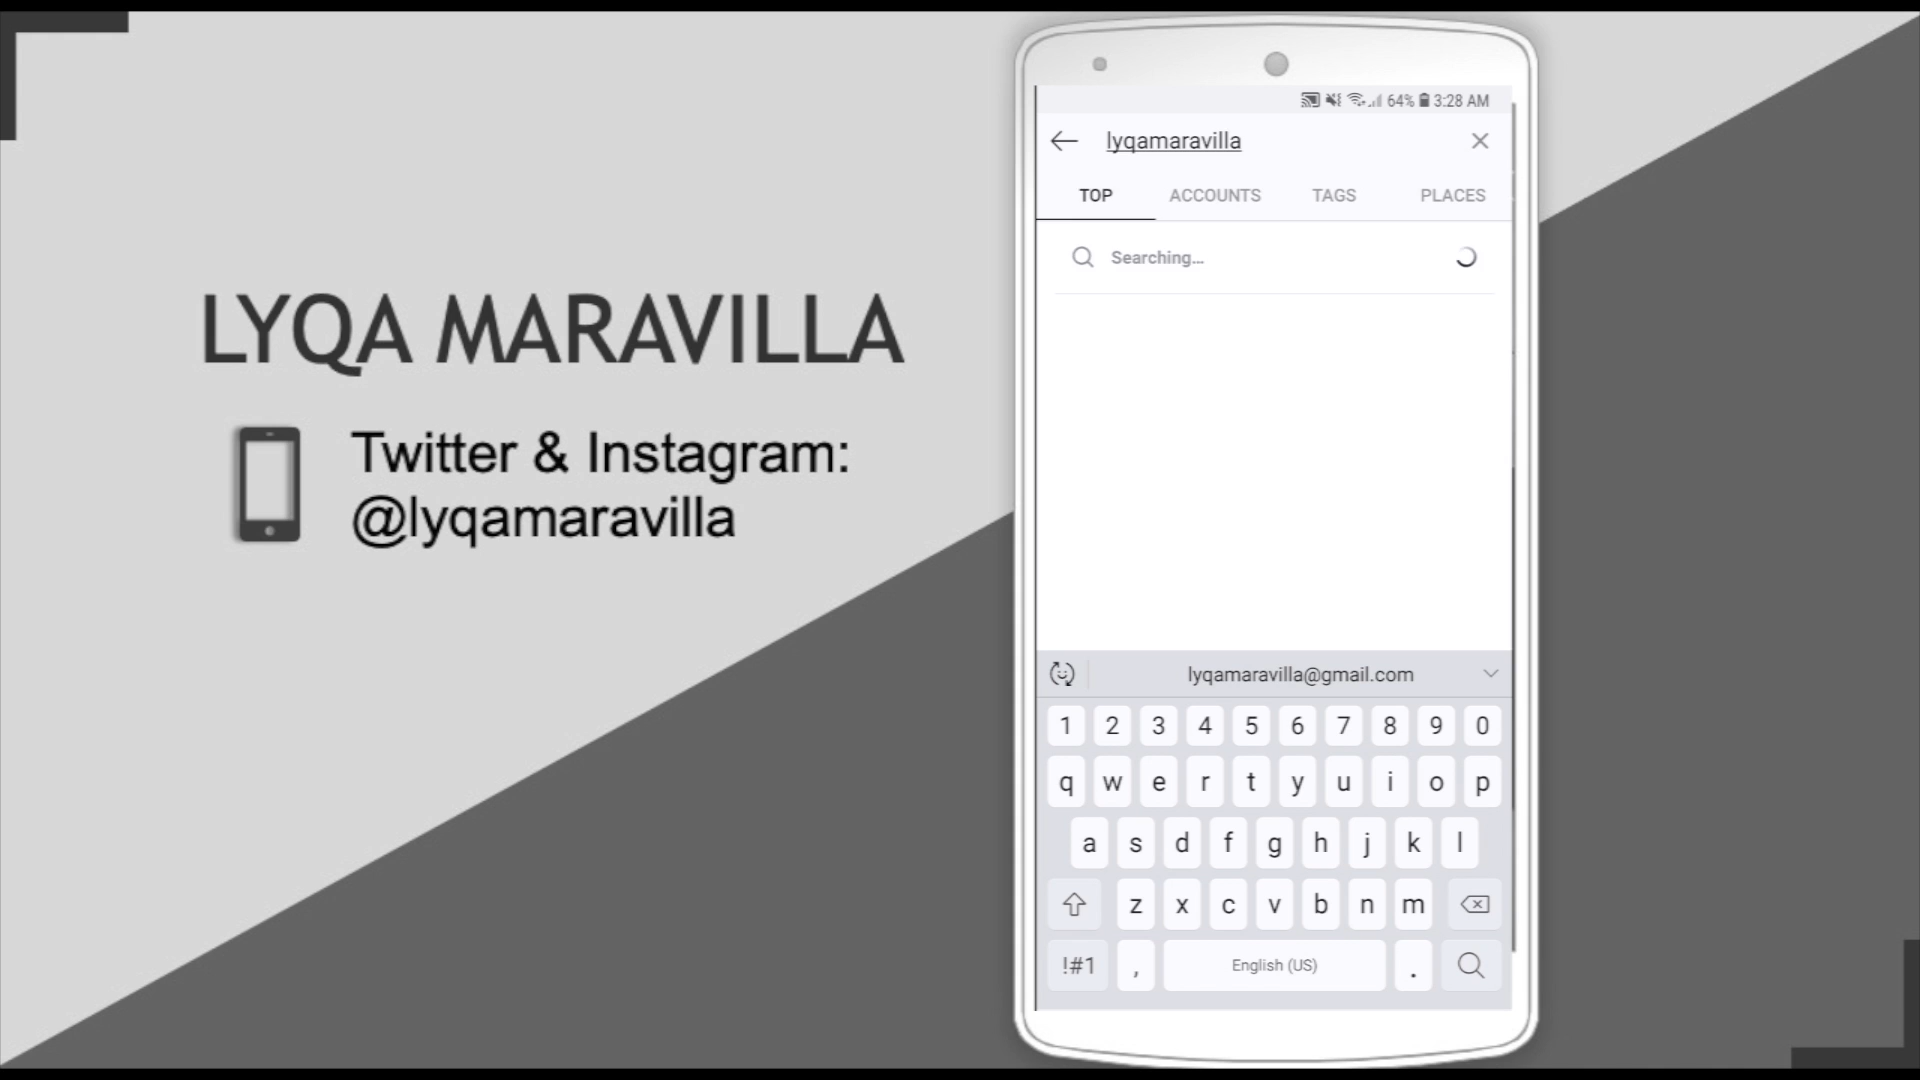 LYQA MARAVILLA
Twitter & Instagram:
@lyqamaravilla
64% 3:28 AM
lyqamaravilla
TOP ACCOUNTS TAGS PLACES
Searching...
lyqamaravilla@gmail.com
1 2 3 4 5 6 7 8 9 0
q w e r t y u i o p
a s d f g h j k l
z x c v b n m
!#1 , English (US) .